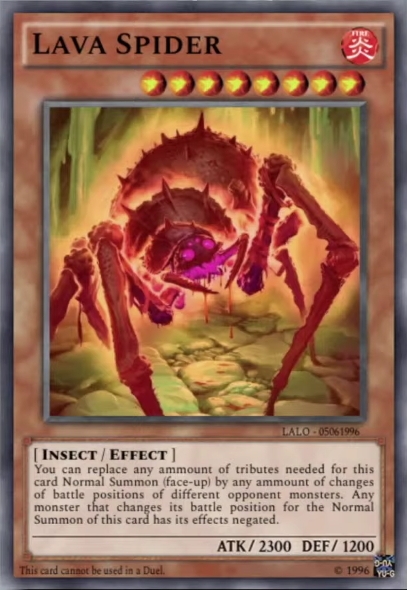 LAVA SPIDER
FIRE
炎
LALO - 05061996
[ INSECT / EFFECT ]
You can replace any ammount of tributes needed for this
card Normal Summon (face-up) by any ammount of changes
of battle positions of different opponent monsters. Any
monster that changes its battle position for the Normal
Summon of this card has its effects negated.
ATK / 2300 DEF / 1200
This card cannot be used in a Duel.
© 1996